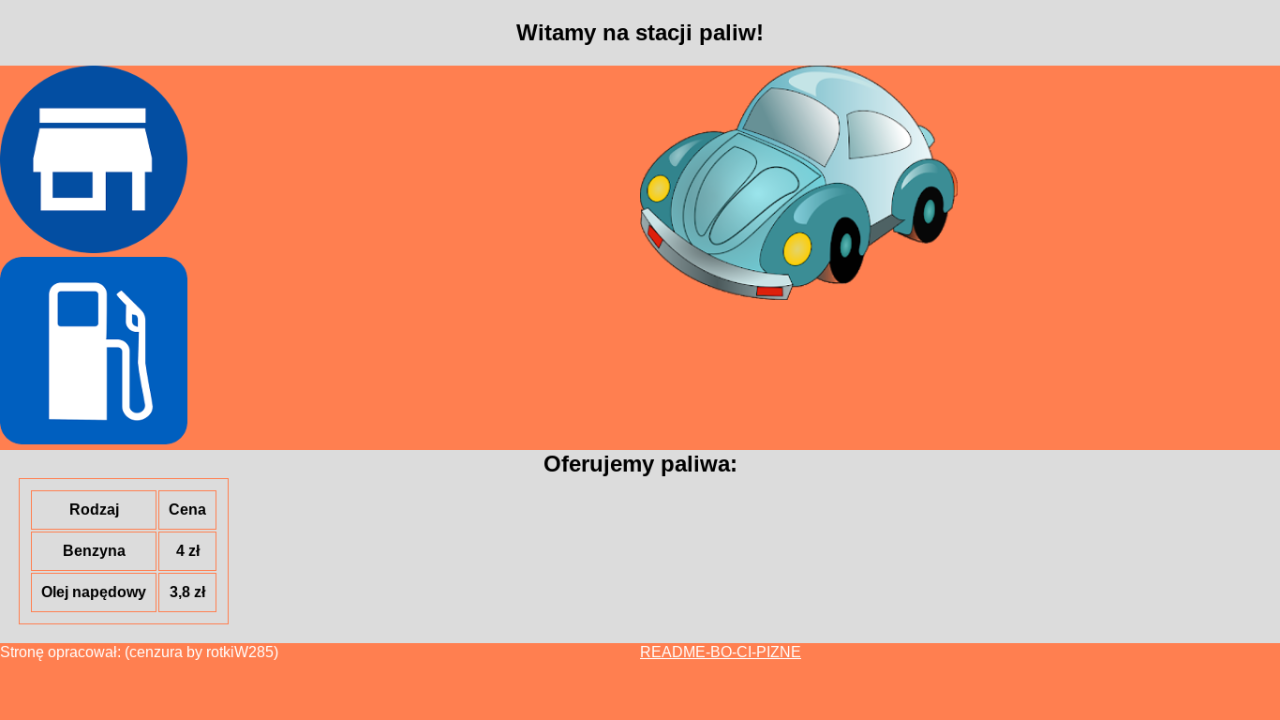 Witamy na stacji paliw!
Oferujemy paliwa:
Rodzaj Cena
Benzyna 4 zł
Olej napędowy 3,8 zł
Stronę opracował: (cenzura by rotkiW285) README-BO-CI-PIZNE